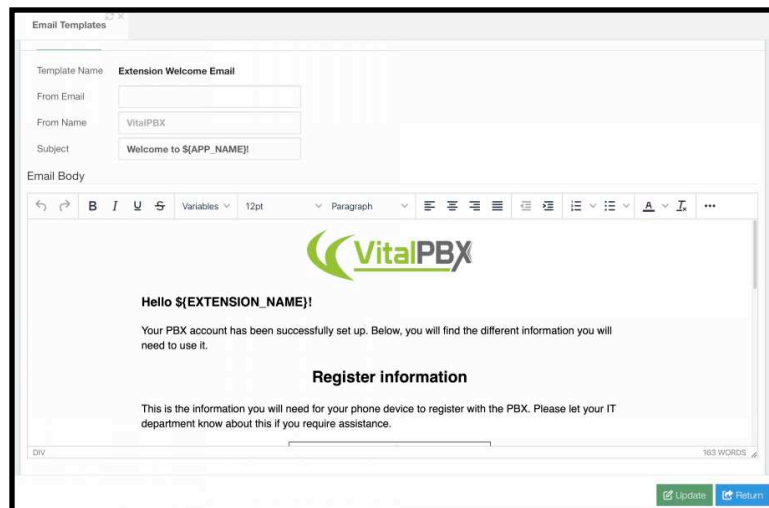 Email Templates
Template Name Extension Welcome Email
From Email
From Name VitalPBX
Subject Welcome to ${APP_NAME}!
Email Body
B I U S Variables 12pt Paragraph A Ix ...
VitalPBX
Hello ${EXTENSION_NAME}!
Your PBX account has been successfully set up. Below, you will find the different information you will
need to use it.
Register information
This is the information you will need for your phone device to register with the PBX. Please let your IT
department know about this if you require assistance.
DIV 163 WORDS
Update Return